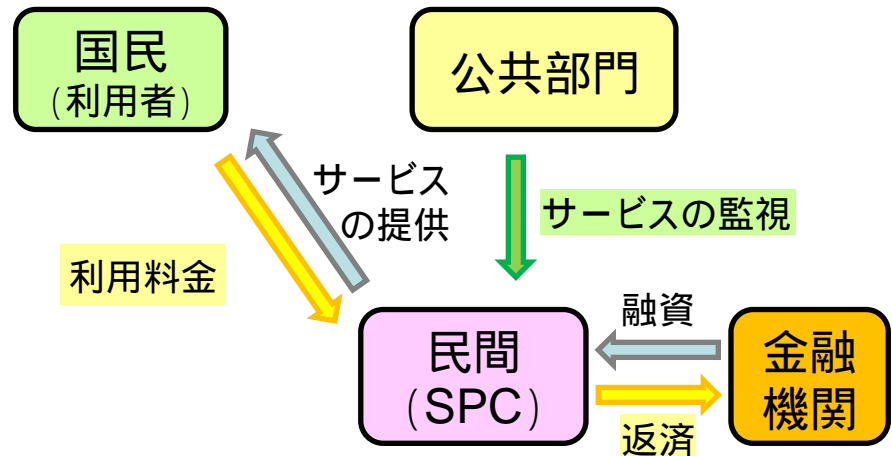 国民
(利用者)
公共部門
サービス
の提供
サービスの監視
利用料金
融資
民間
(SPC)
金融
機関
返済